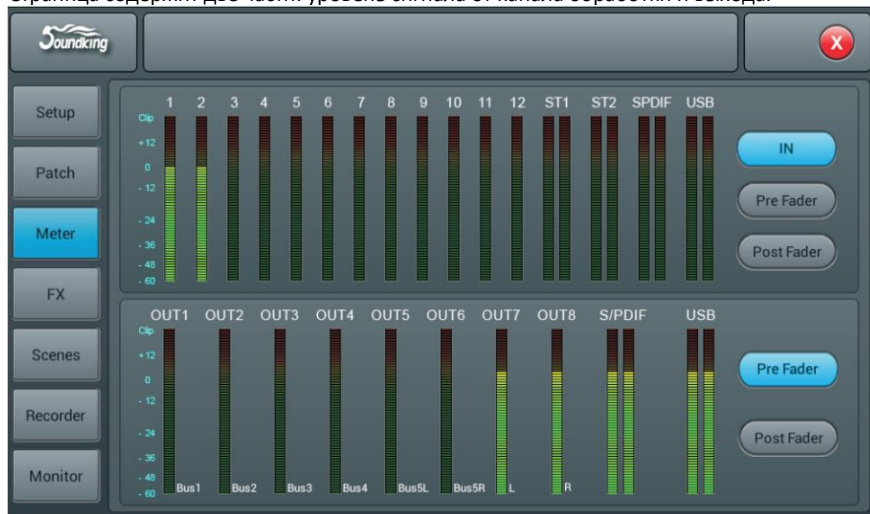 Страница содержит две части: уровень сигнала от канала обработки и выхода.
Soundking
X
Setup
Patch
Meter
FX
Scenes
Recorder
Monitor
1 2 3 4 5 6 7 8 9 10 11 12 ST1 ST2 SPDIF USB
Clip
+12
0
- 12
- 24
- 36
- 48
- 60
IN
Pre Fader
Post Fader
OUT1 OUT2 OUT3 OUT4 OUT5 OUT6 OUT7 OUT8 S/PDIF USB
Clip
+12
0
- 12
- 24
- 36
- 48
- 60
Bus1 Bus2 Bus3 Bus4 Bus5L Bus5R L R
Pre Fader
Post Fader